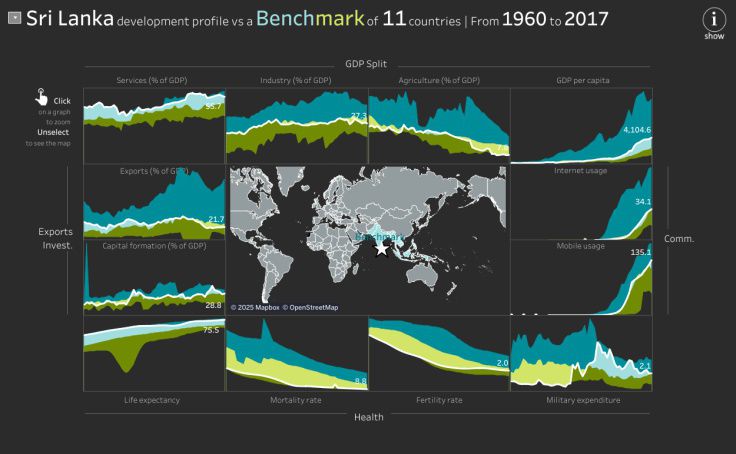 Sri Lanka development profile vs a Benchmark of 11 countries | From 1960 to 2017
i
show
GDP Split
Services (% of GDP)
Industry (% of GDP)
Agriculture (% of GDP)
GDP per capita
Click
on a graph
to zoom
Unselect
to see the map
55.7
27.3
4,104.6
Exports (% of GDP)
Internet usage
21.7
34.1
Exports
Invest.
Comm.
Benchmark
Capital formation (% of GDP)
Mobile usage
135.1
28.8
© 2025 Mapbox © OpenStreetMap
75.5
8.8
2.0
2.1
Life expectancy
Mortality rate
Fertility rate
Military expenditure
Health